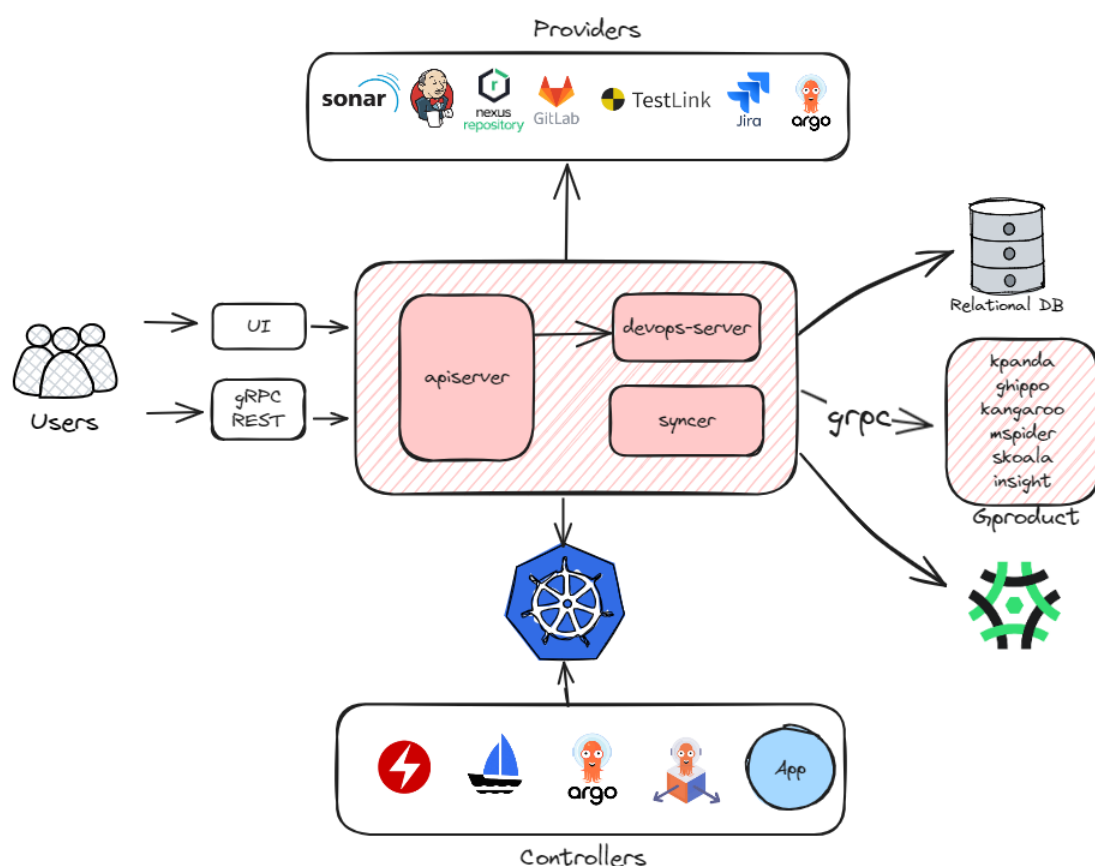 Providers
sonar
nexus
repository
GitLab
TestLink
Jira
argo
Users
UI
gRPC
REST
apiserver
devops-server
syncer
Relational DB
grpc
kpanda
ghippo
kangaroo
mspider
skoala
insight
Gproduct
argo
App
Controllers